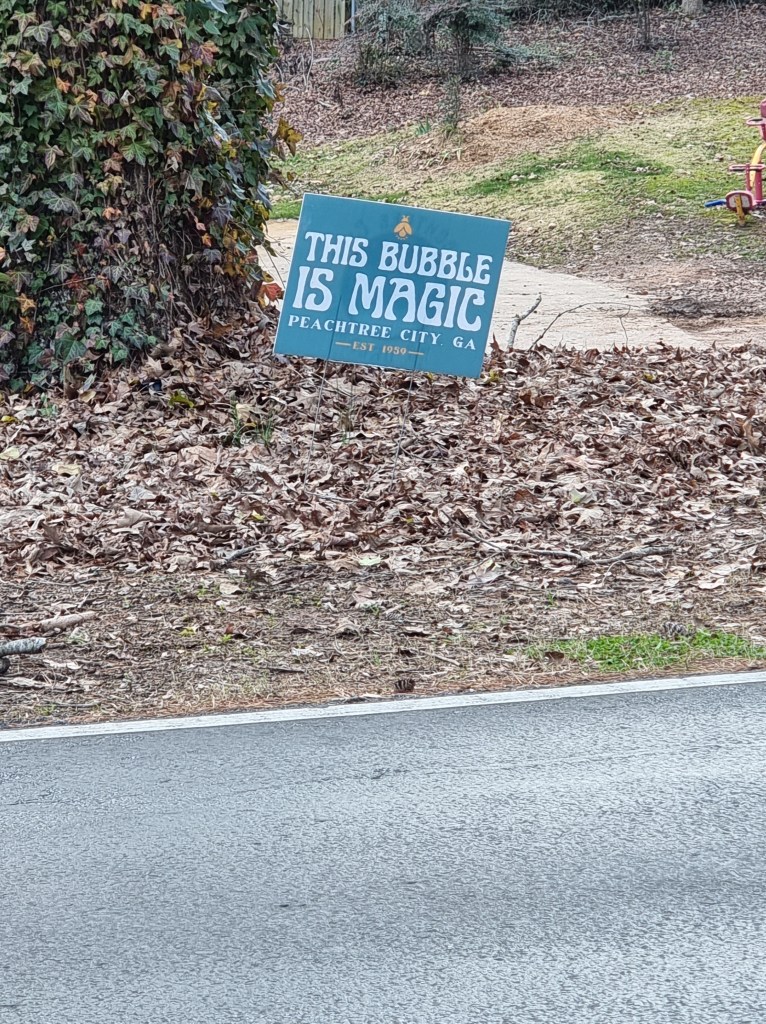 THIS BUBBLE
IS MAGIC
PEACHTREE CITY, GA
EST 1959